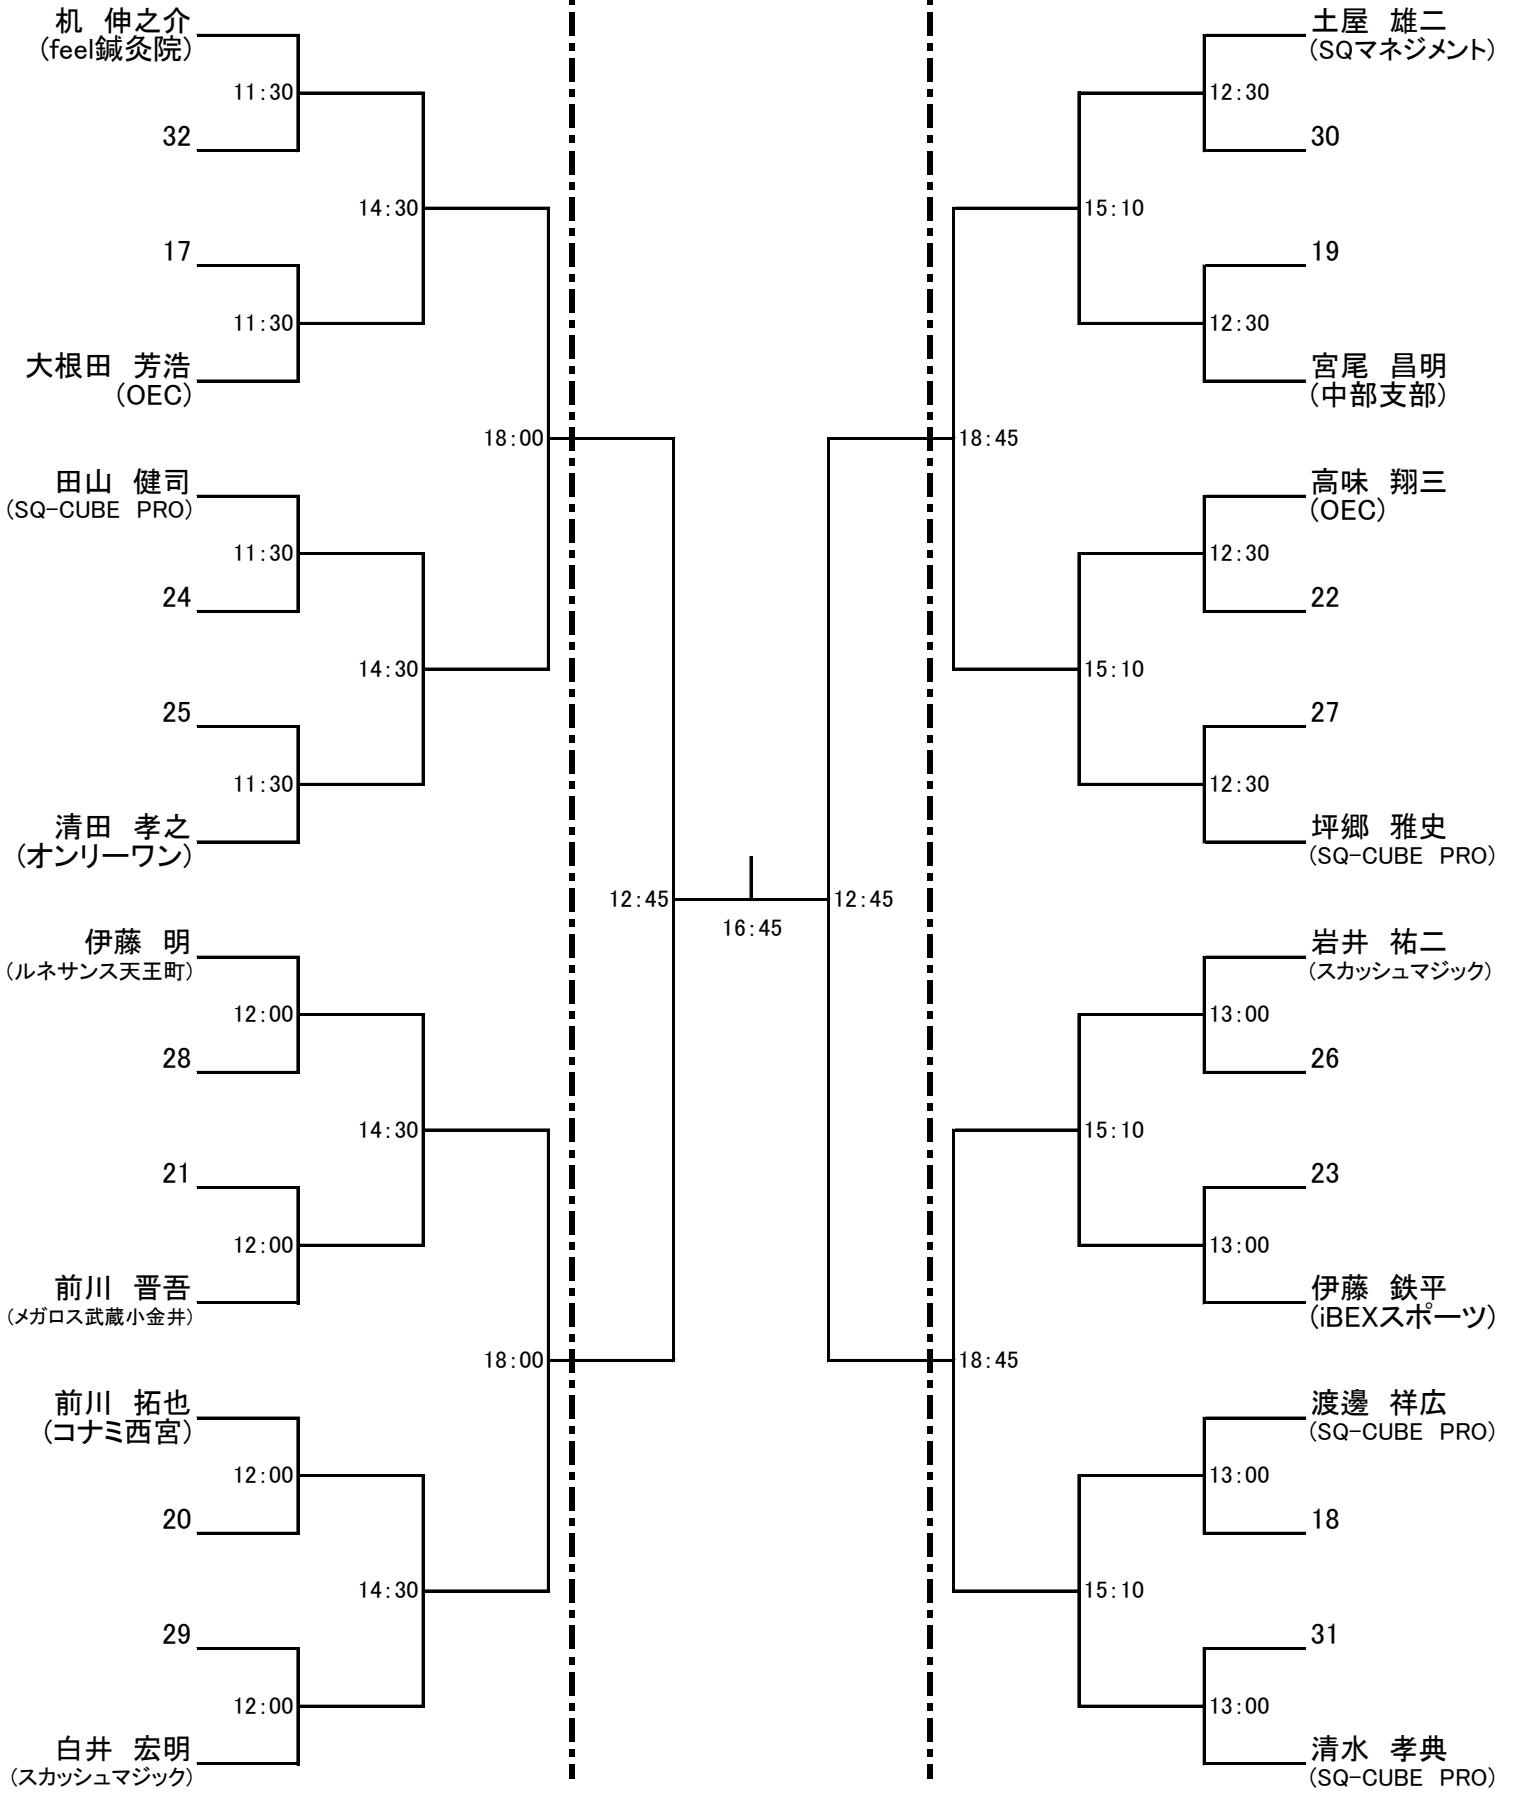 机　伸之介
(feel鍼灸院)
11:30
32
14:30
17
11:30
大根田　芳浩
(OEC)
18:00
田山　健司
(SQ-CUBE　PRO)
11:30
24
14:30
25
11:30
清田　孝之
(オンリーワン)
12:45
伊藤　明
(ルネサンス天王町)
12:00
28
14:30
21
12:00
前川　晋吾
(メガロス武蔵小金井)
18:00
前川　拓也
(コナミ西宮)
12:00
20
14:30
29
12:00
白井　宏明
(スカッシュマジック)
16:45
土屋　雄二
(SQマネジメント)
12:30
30
15:10
19
12:30
宮尾　昌明
(中部支部)
18:45
高味　翔三
(OEC)
12:30
22
15:10
27
12:30
坪郷　雅史
(SQ-CUBE　PRO)
12:45
岩井　祐二
(スカッシュマジック)
13:00
26
15:10
23
13:00
伊藤　鉄平
(iBEXスポーツ)
18:45
渡邊　祥広
(SQ-CUBE　PRO)
13:00
18
15:10
31
13:00
清水　孝典
(SQ-CUBE　PRO)